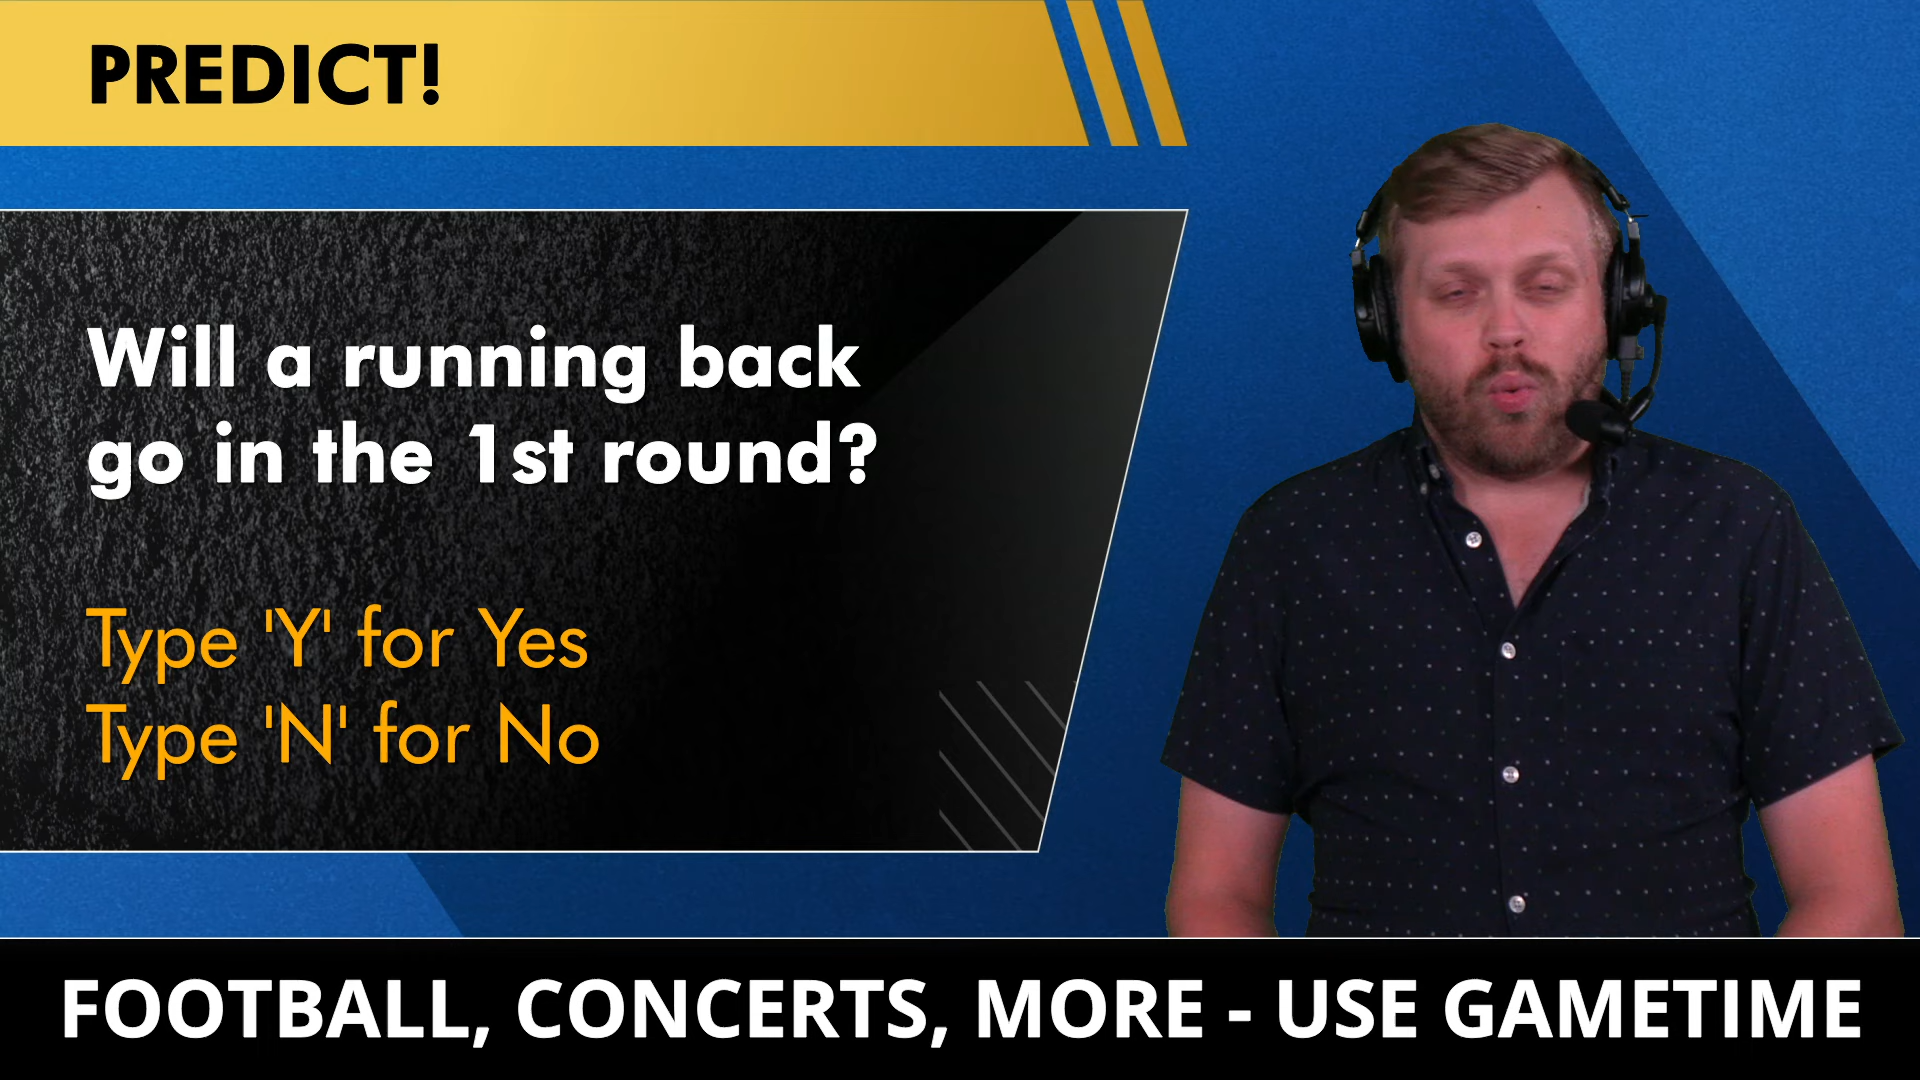 PREDICT!
Will a running back
go in the 1st round?
Type 'Y' for Yes
Type 'N' for No
FOOTBALL, CONCERTS, MORE - USE GAMETIME